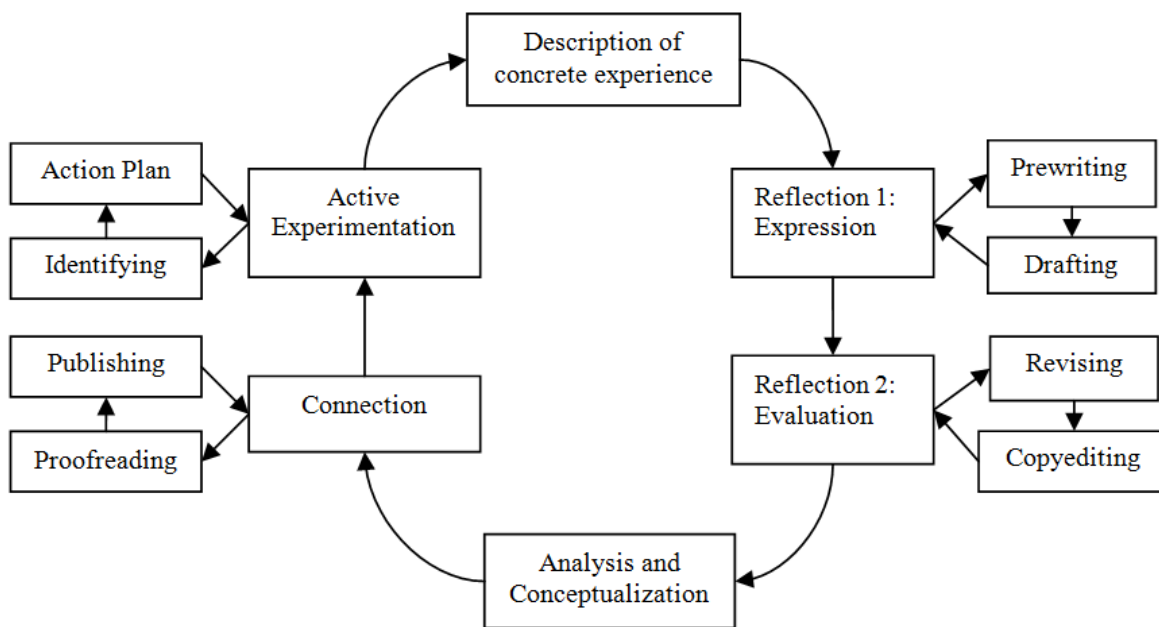 Description of
concrete experience
Action Plan
Identifying
Active
Experimentation
Reflection 1:
Expression
Prewriting
Drafting
Publishing
Proofreading
Connection
Reflection 2:
Evaluation
Revising
Copyediting
Analysis and
Conceptualization